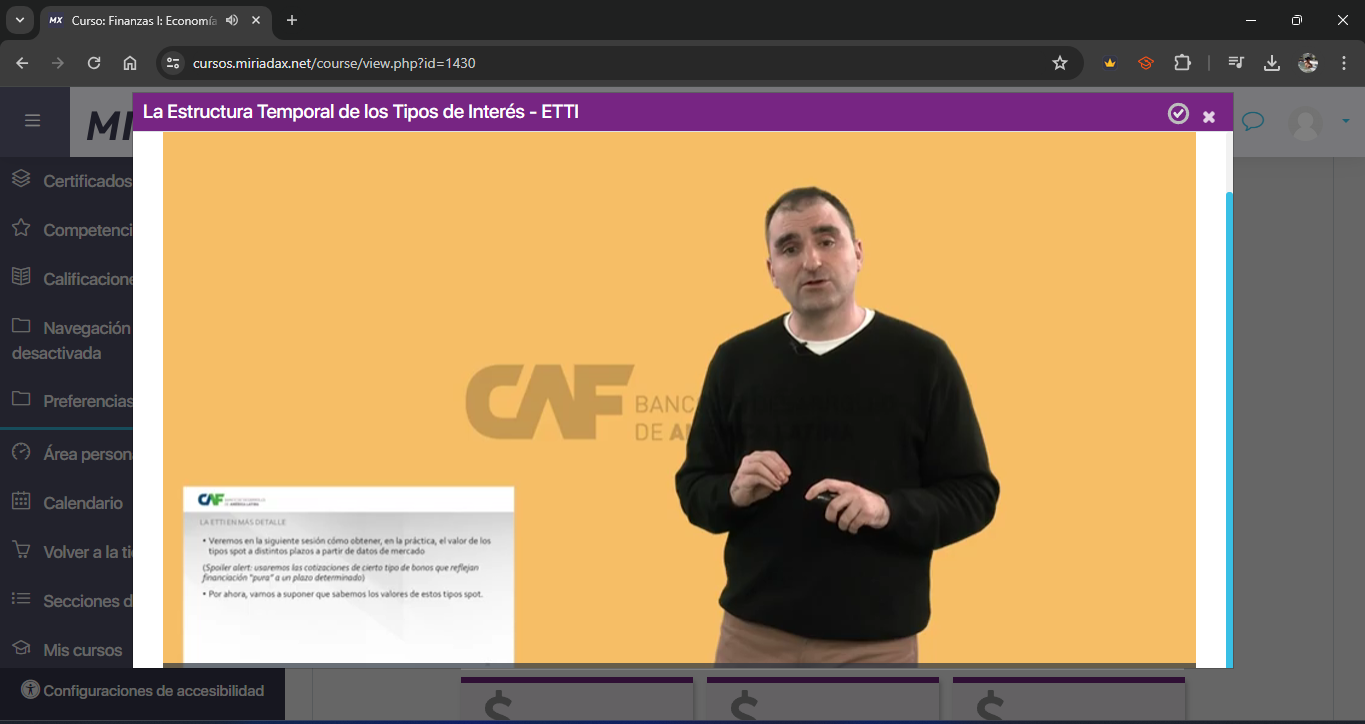 MX Curso: Finanzas I: Economía
cursos.miriadax.net/course/view.php?id=1430
La Estructura Temporal de los Tipos de Interés - ETTI
MI
Certificados
Competenci
Calificacione
Navegación
desactivada
Preferencias
Área person
Calendario
Volver a la ti
Secciones d
Mis cursos
Configuraciones de accesibilidad
CAF BANC
DE A
CAF
LA ETTI EN MÁS DETALLE
• Veremos en la siguiente sesión cómo obtener, en la práctica, el valor de los
tipos spot a distintos plazos a partir de datos de mercado
(Spoiler alert: usaremos las cotizaciones de cierto tipo de bonos que reflejan
financiación "pura" a un plazo determinado)
• Por ahora, vamos a suponer que sabemos los valores de estos tipos spot.
$ $ $